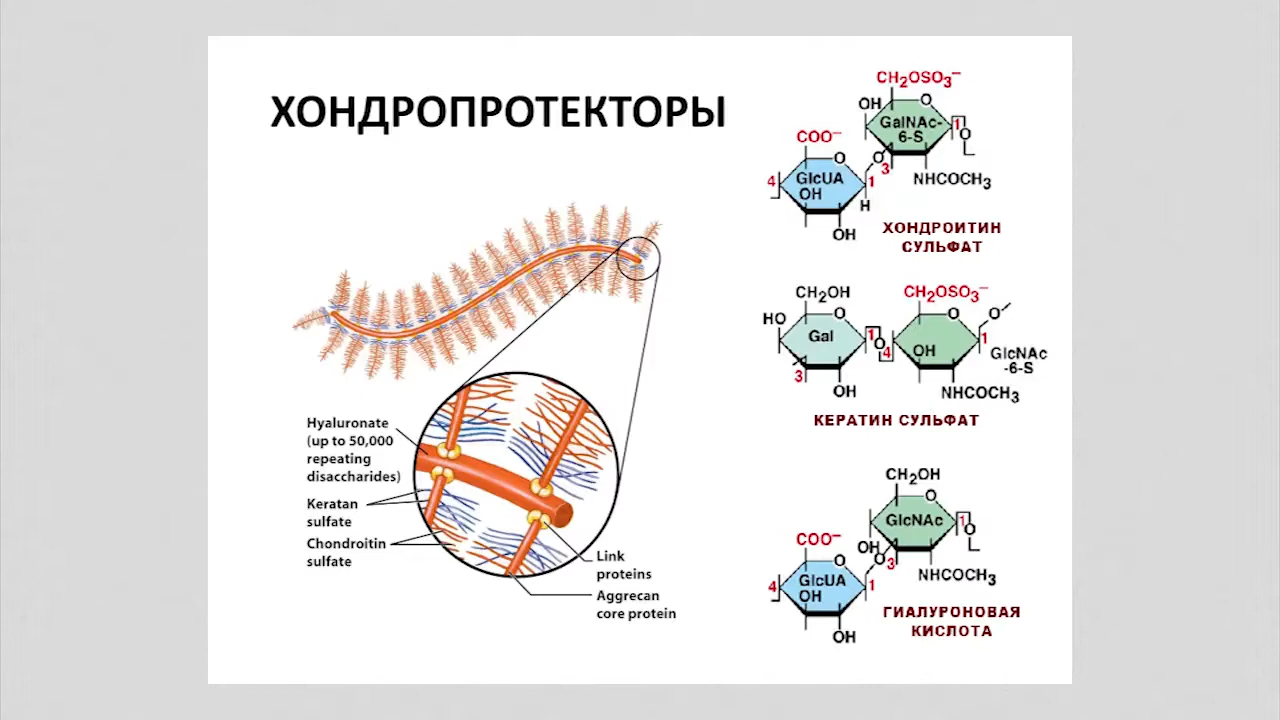 ХОНДРОПРОТЕКТОРЫ
Hyaluronate
(up to 50,000
repeating
disaccharides)
Keratan
sulfate
Chondroitin
sulfate
Link
proteins
Aggrecan
core protein
CH₂OSO₃⁻
OH
O
GalNAc-
6-S
1
O
COO⁻
O
O
3
NHCOCH₃
4
GlcUA
1
OH
H
OH
ХОНДРОИТИН
СУЛЬФАТ
CH₂OH
CH₂OSO₃⁻
HO
O
O
O
Gal
1
O
4
OH
1
GlcNAc
-6-S
3
OH
NHCOCH₃
КЕРАТИН СУЛЬФАТ
CH₂OH
O
GlcNAc
1
O
COO⁻
OH
O
O
3
NHCOCH₃
4
GlcUA
1
OH
OH
ГИАЛУРОНОВАЯ
КИСЛОТА